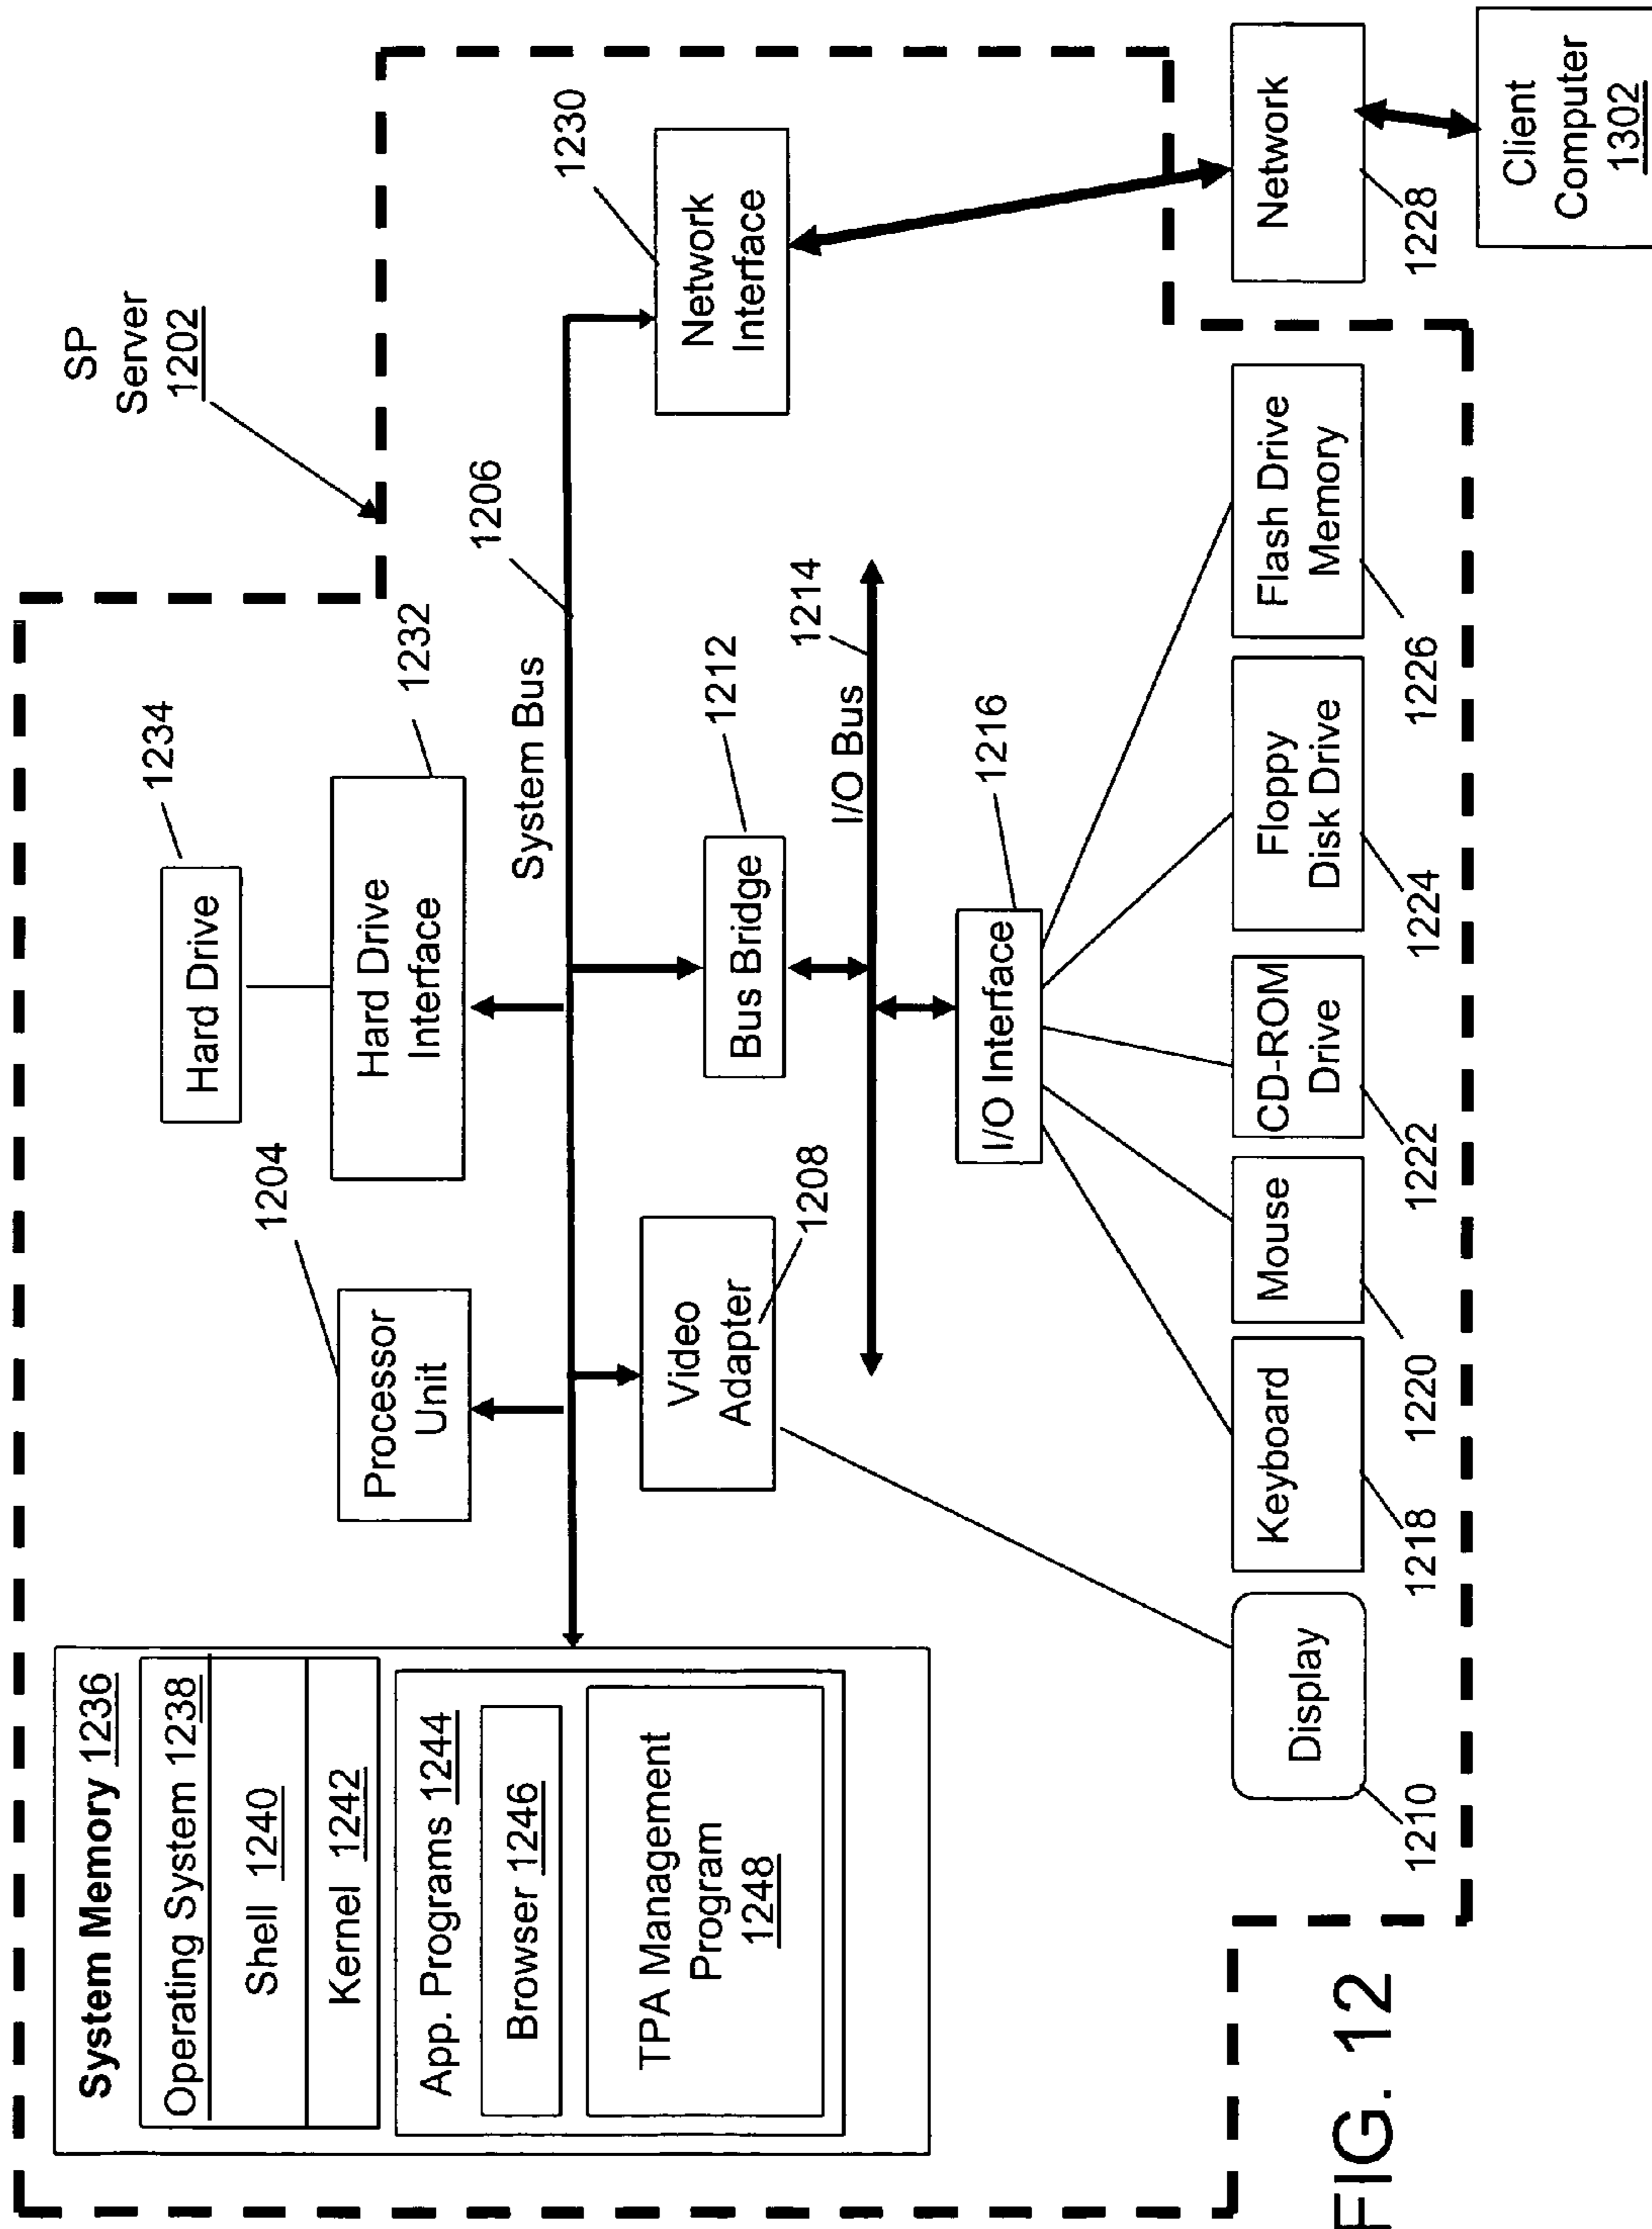 SP
Server
1202
System Memory 1236
Operating System 1238
Shell 1240
Kernel 1242
App. Programs 1244
Browser 1246
TPA Management
Program
1248
1204
Processor
Unit
1234
Hard Drive
1232
Hard Drive
Interface
System Bus
1206
1230
Network
Interface
Video
Adapter
1208
1212
Bus Bridge
I/O Bus
1214
1216
I/O Interface
Display
1210
Keyboard
1218
Mouse
1220
CD-ROM
Drive
1222
Floppy
Disk Drive
1224
Flash Drive
Memory
1226
Network
1228
Client
Computer
1302
FIG. 12